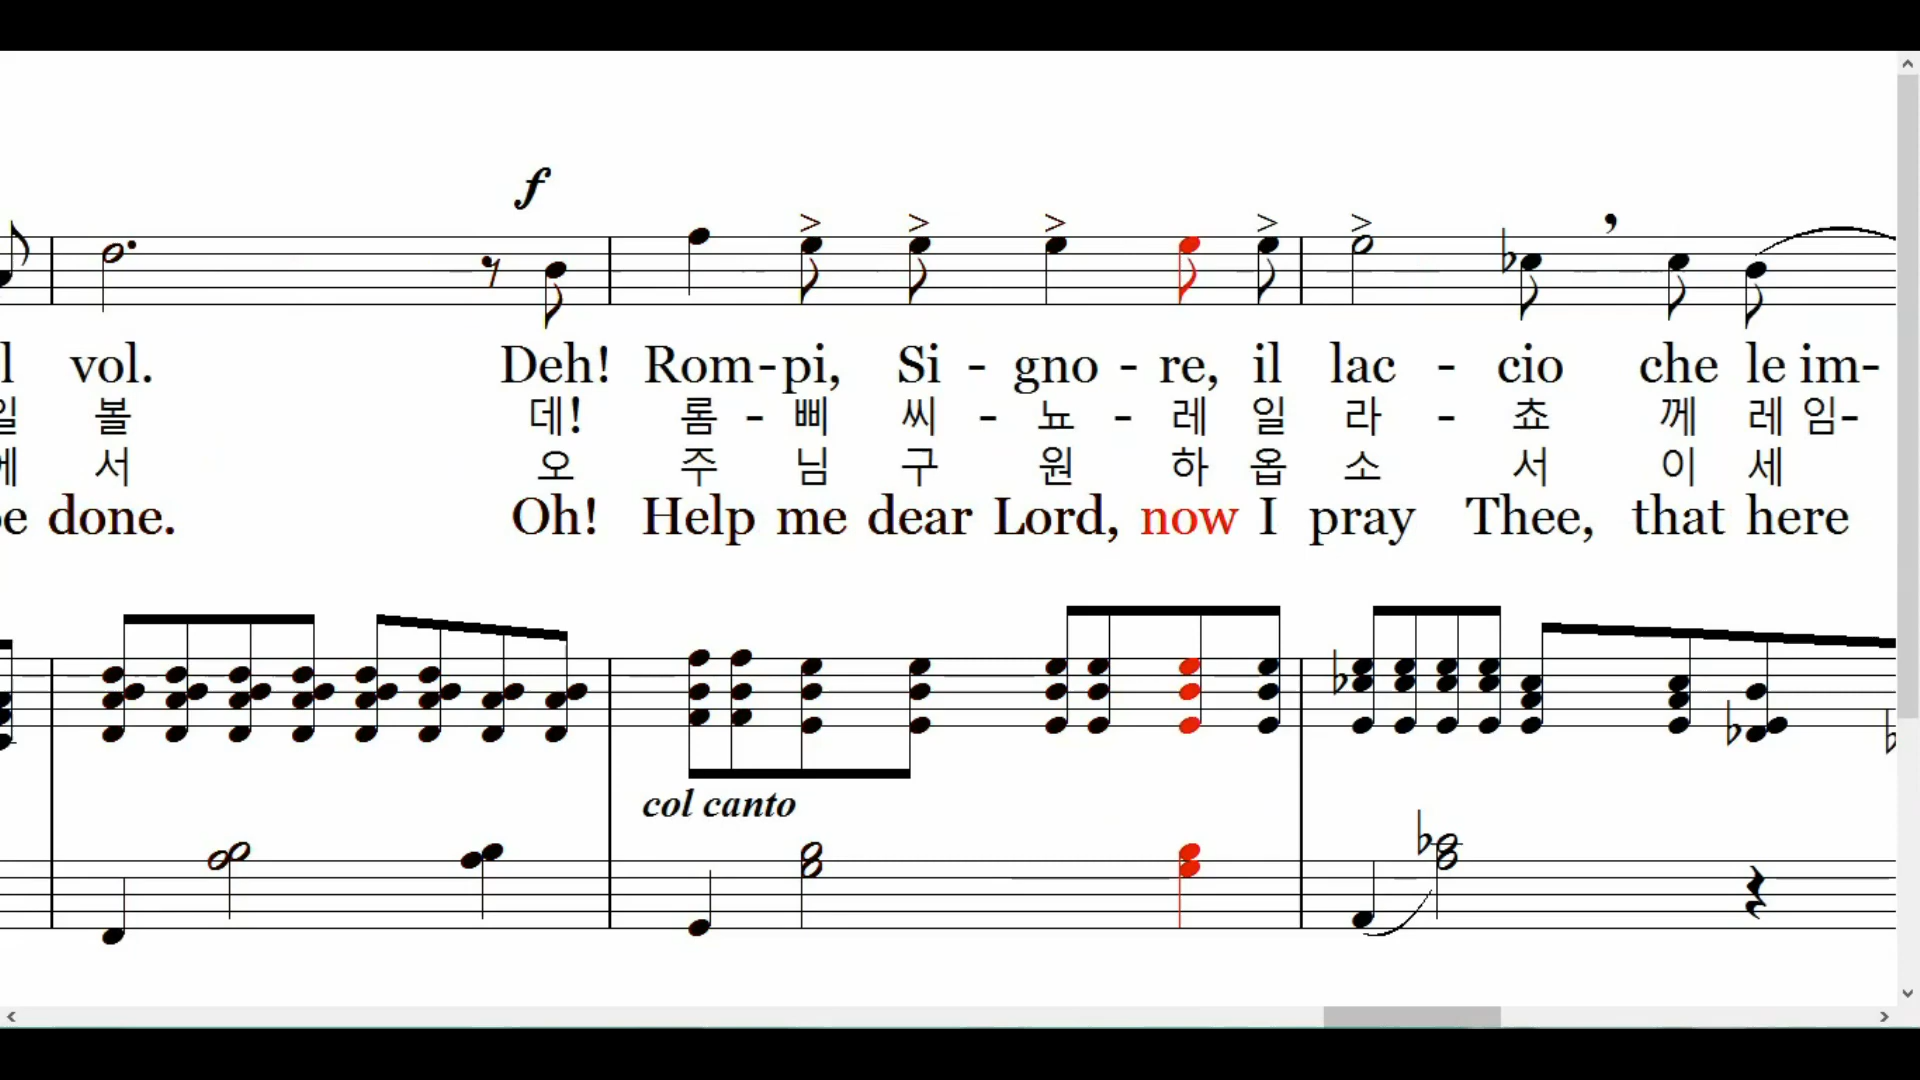 f
vol. Deh! Rom-pi, Si - gno - re, il lac - cio che le im-
일 볼 데! 롬 - 삐 씨 - 뇨 - 레 일 라 - 쵸 께 레 임-
에 서 오 주 님 구 원 하 옵 소 서 이 세
done. Oh! Help me dear Lord, now I pray Thee, that here
col canto